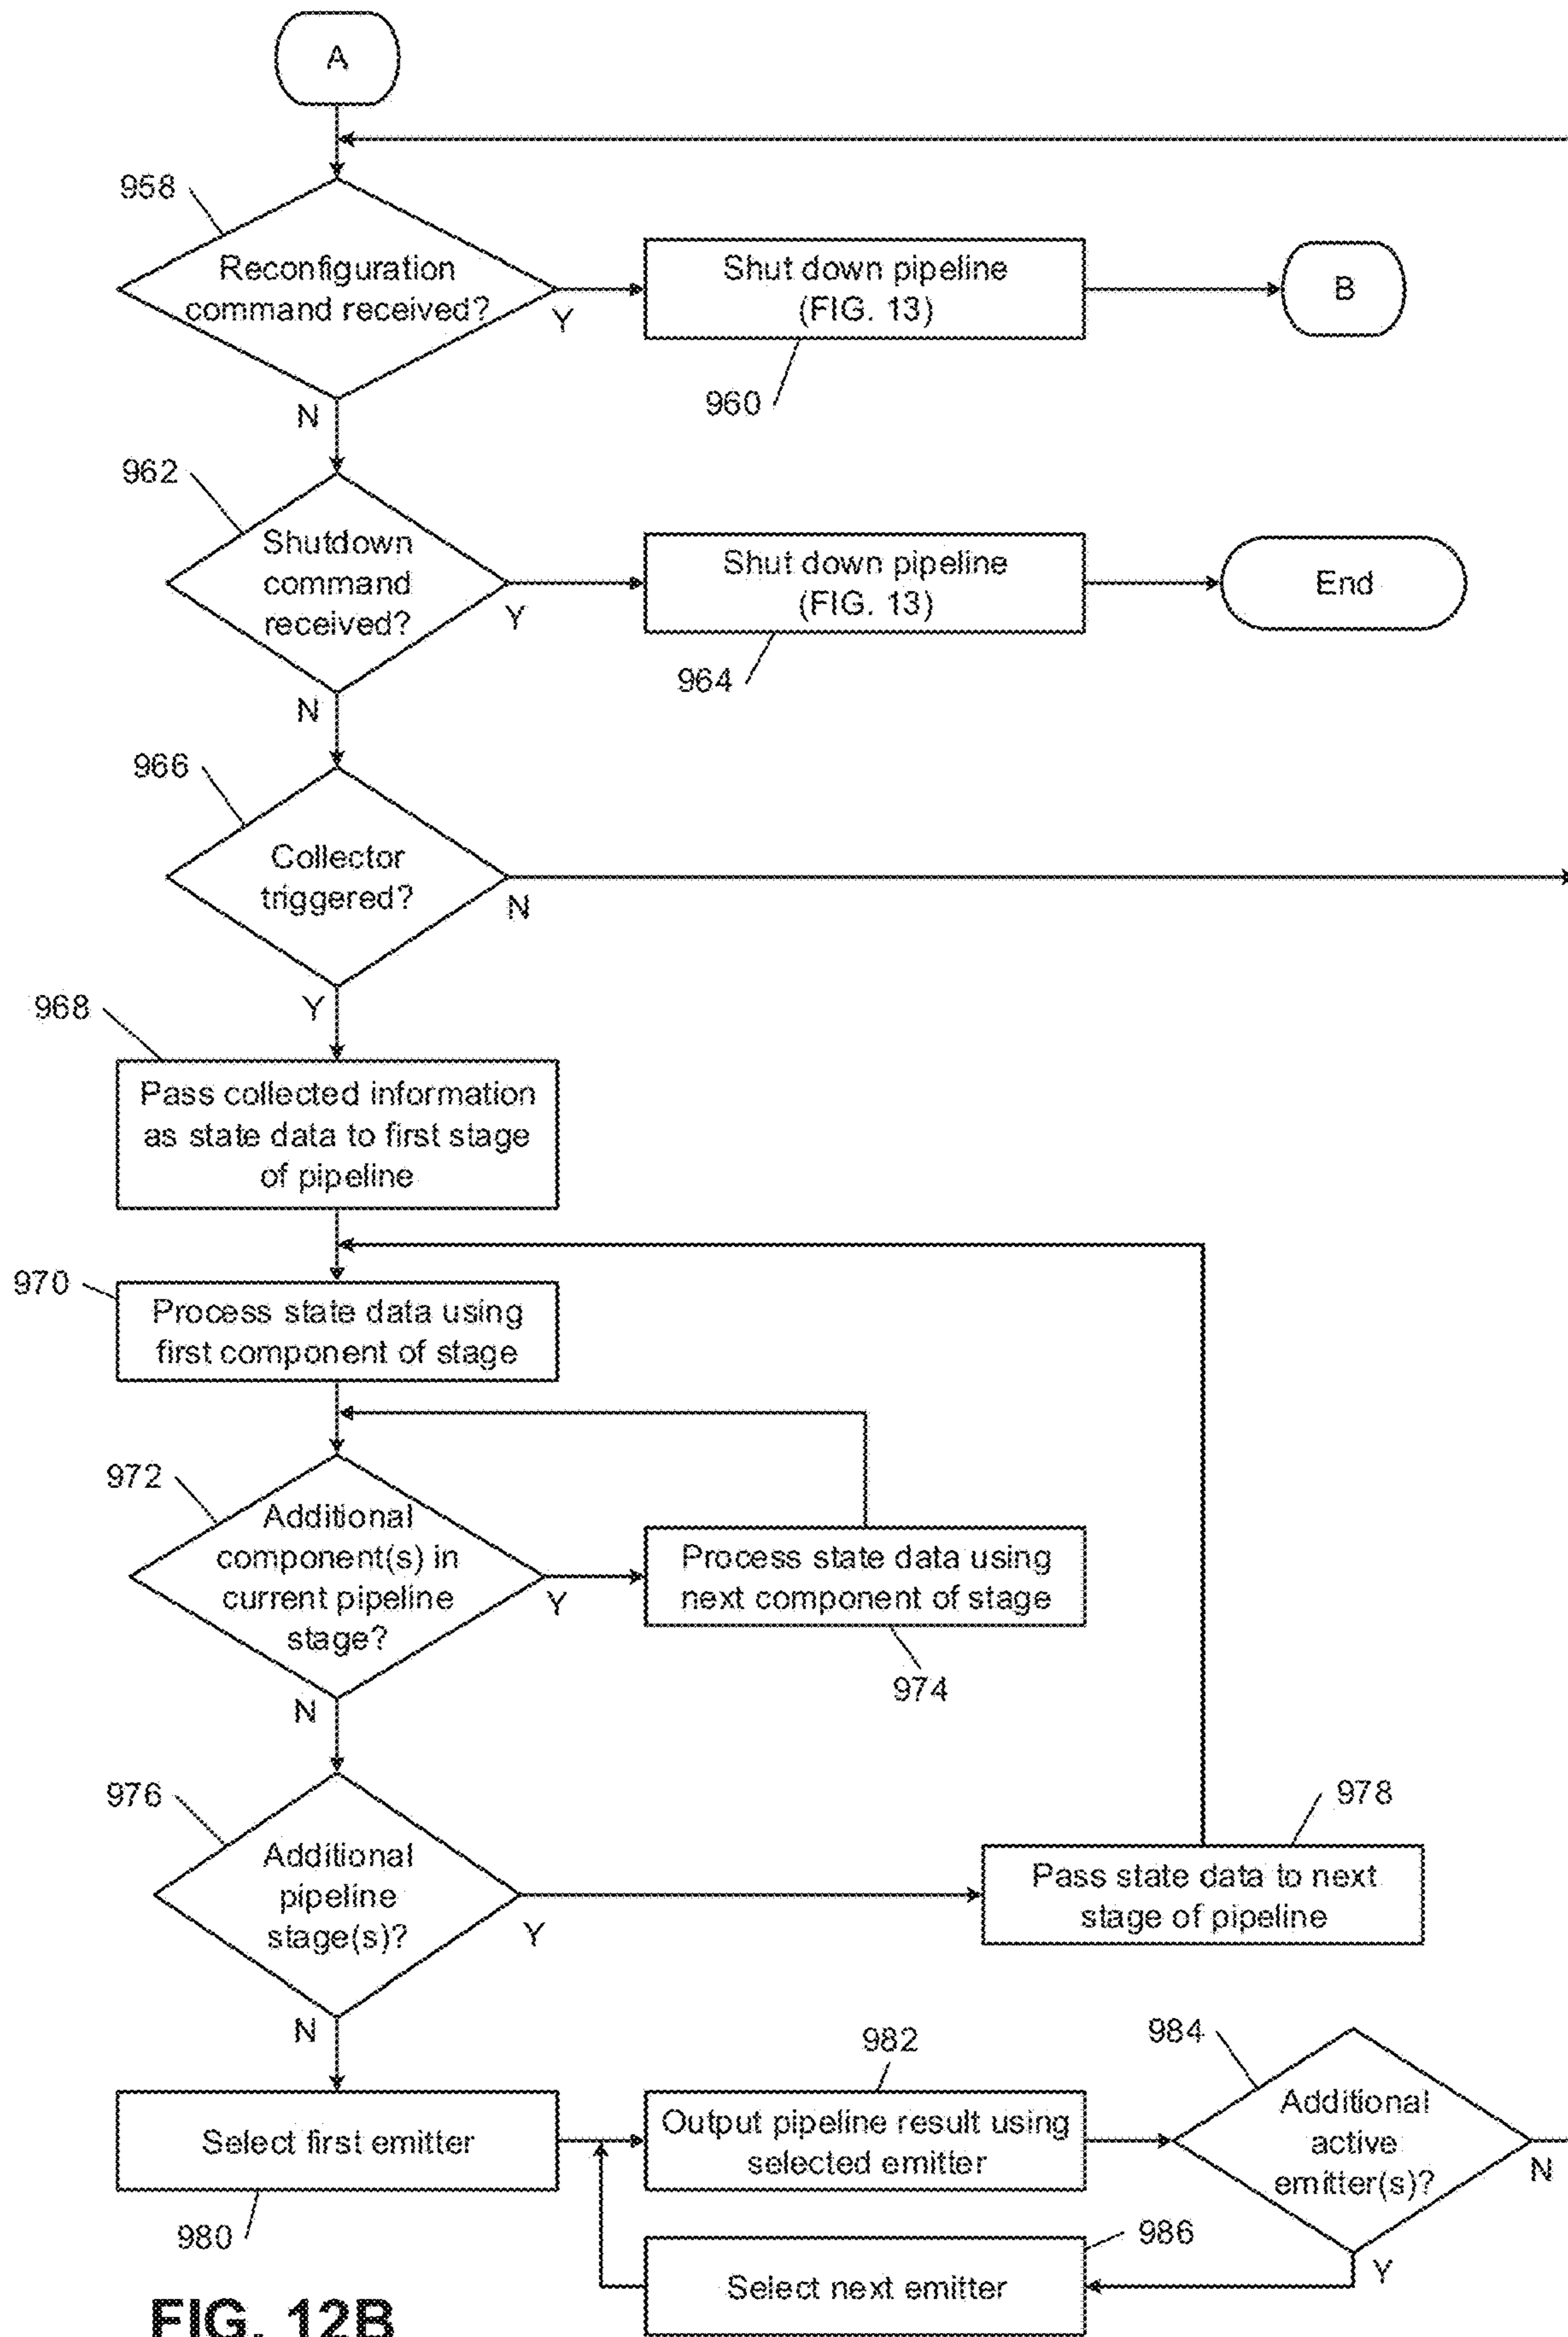 A
958
Reconfiguration
command received?
Y
N
Shut down pipeline
(FIG. 13)
960
B
962
Shutdown
command
received?
Y
N
Shut down pipeline
(FIG. 13)
964
End
966
Collector
triggered?
N
Y
968
Pass collected information
as state data to first stage
of pipeline
970
Process state data using
first component of stage
972
Additional
component(s) in
current pipeline
stage?
Y
N
Process state data using
next component of stage
974
976
Additional
pipeline
stage(s)?
Y
N
978
Pass state data to next
stage of pipeline
Select first emitter
980
982
Output pipeline result using
selected emitter
984
Additional
active
emitter(s)?
N
Y
986
Select next emitter
FIG. 12B